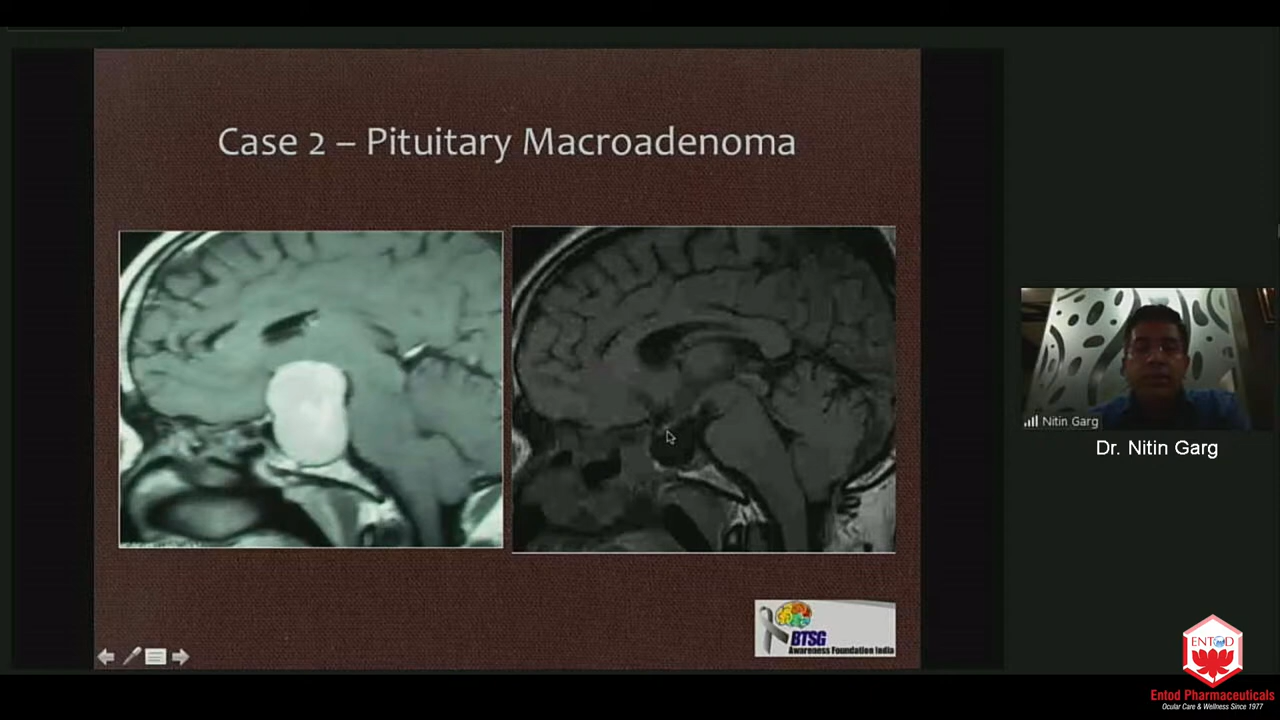 Case 2 – Pituitary Macroadenoma
Nitin Garg
Dr. Nitin Garg
BTSG
Awareness Foundation India
ENTOD
Entod Pharmaceuticals
Ocular Care & Wellness Since 1977